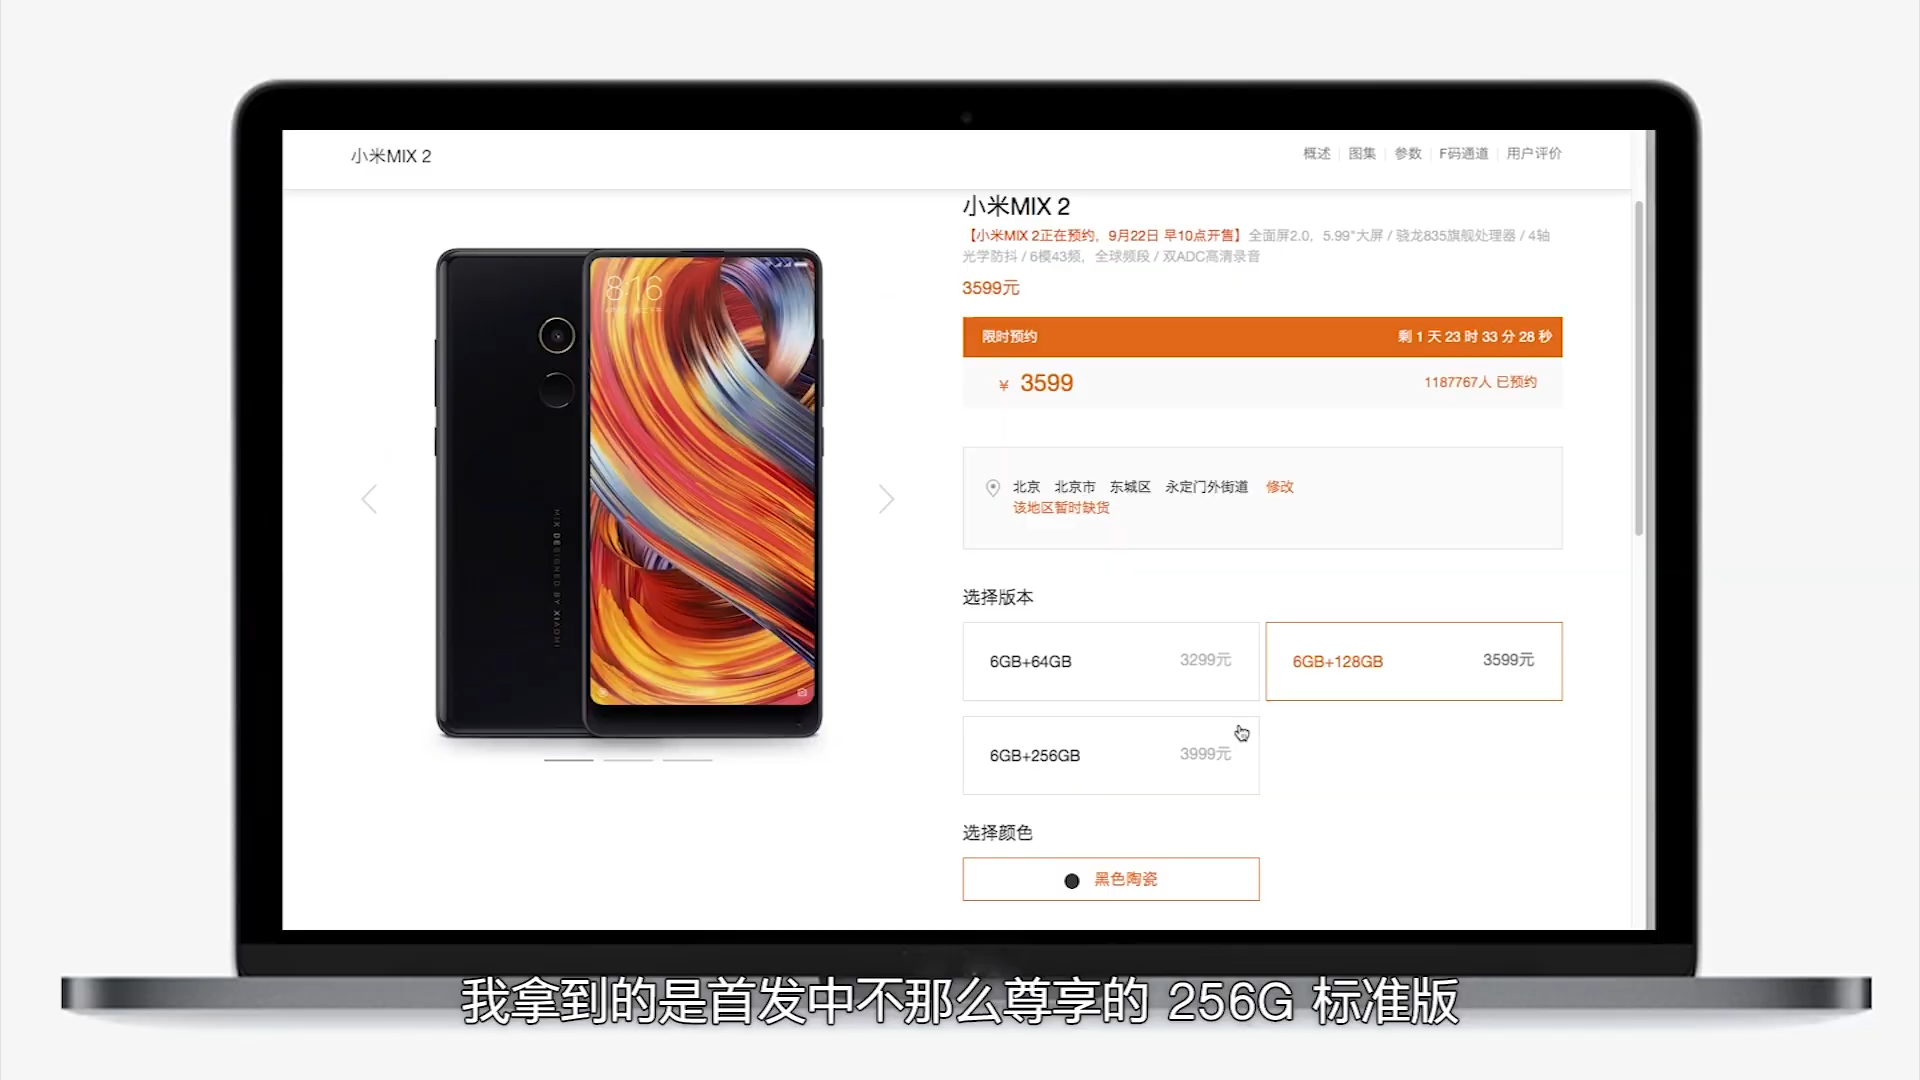 小米MIX 2
概述 | 图集 | 参数 | F码通道 | 用户评价
小米MIX 2
【小米MIX 2正在预约，9月22日 早10点开售】全面屏2.0，5.99"大屏 / 骁龙835旗舰处理器 / 4轴
光学防抖 / 6模43频，全球频段 / 双ADC高清录音
3599元
限时预约 剩 1 天 23 时 33 分 28 秒
¥ 3599 1187767人 已预约
北京 北京市 东城区 永定门外街道 修改
该地区暂时缺货
选择版本
6GB+64GB 3299元
6GB+128GB 3599元
6GB+256GB 3999元
选择颜色
黑色陶瓷
8:16
MIX DESIGNED BY XIAOMI
我拿到的是首发中不那么尊享的 256G 标准版